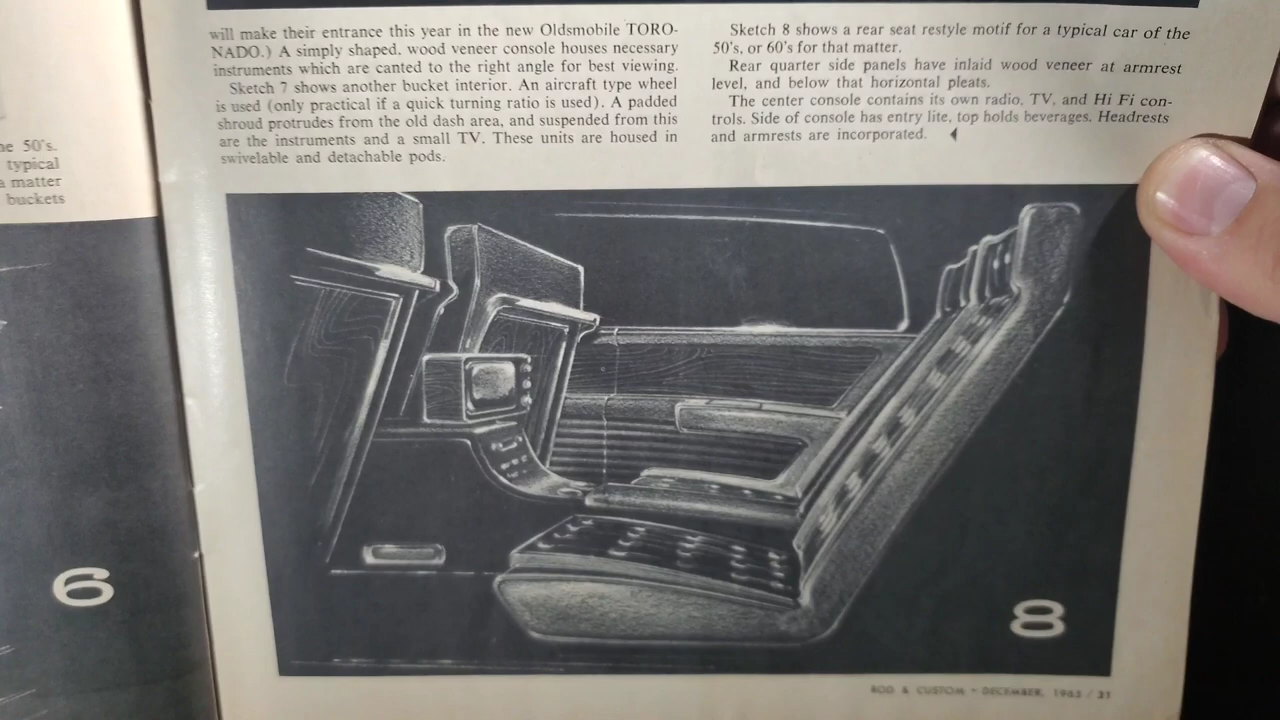 he 50's.
typical
a matter
buckets
6
will make their entrance this year in the new Oldsmobile TORO-
NADO.) A simply shaped, wood veneer console houses necessary
instruments which are canted to the right angle for best viewing.
Sketch 7 shows another bucket interior. An aircraft type wheel
is used (only practical if a quick turning ratio is used). A padded
shroud protrudes from the old dash area, and suspended from this
are the instruments and a small TV. These units are housed in
swivelable and detachable pods.
Sketch 8 shows a rear seat restyle motif for a typical car of the
50's, or 60's for that matter.
Rear quarter side panels have inlaid wood veneer at armrest
level, and below that horizontal pleats.
The center console contains its own radio, TV, and Hi Fi con-
trols. Side of console has entry lite, top holds beverages. Headrests
and armrests are incorporated.
8
ROD & CUSTOM • DECEMBER, 1965 / 31